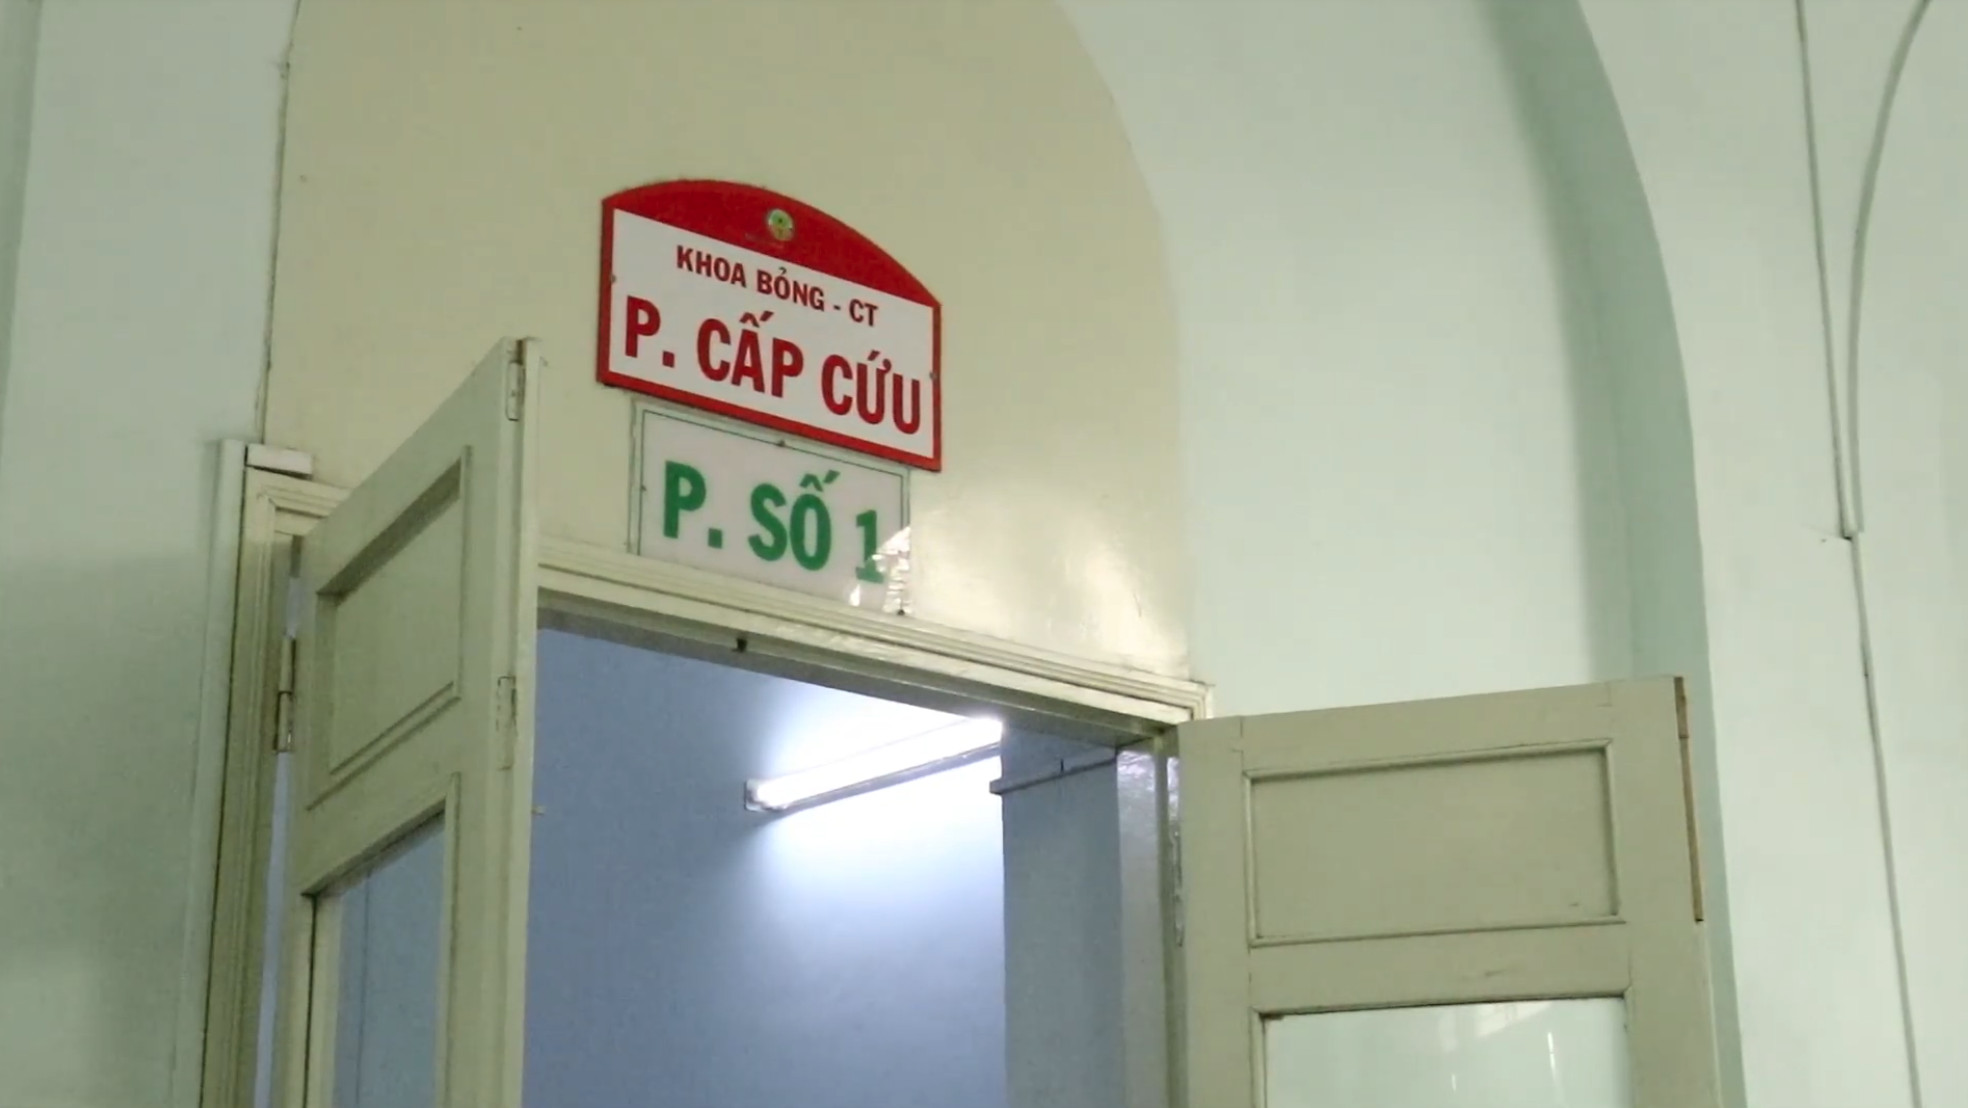 KHOA BỎNG - CT
P. CẤP CỨU
P. SỐ 1